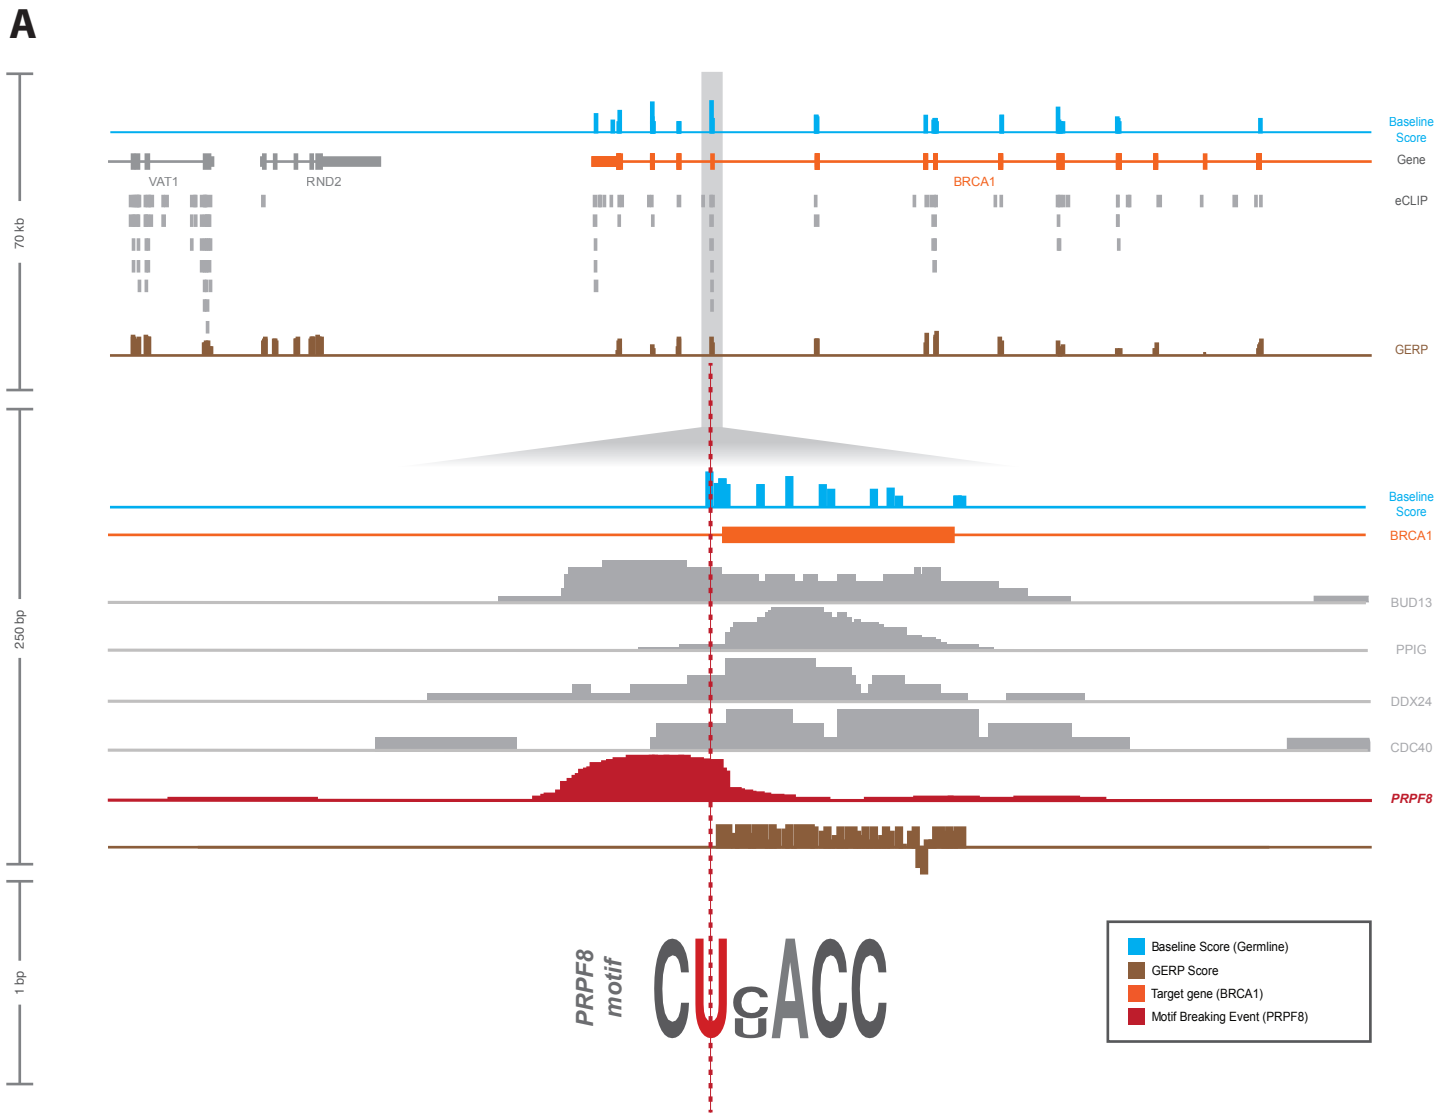 A
70 kb
Baseline
Score
Gene
VAT1
RND2
BRCA1
eCLIP
GERP
250 bp
Baseline
Score
BRCA1
BUD13
PPIG
DDX24
CDC40
PRPF8
1 bp
PRPF8
motif
CUCACC
U
Baseline Score (Germline)
GERP Score
Target gene (BRCA1)
Motif Breaking Event (PRPF8)